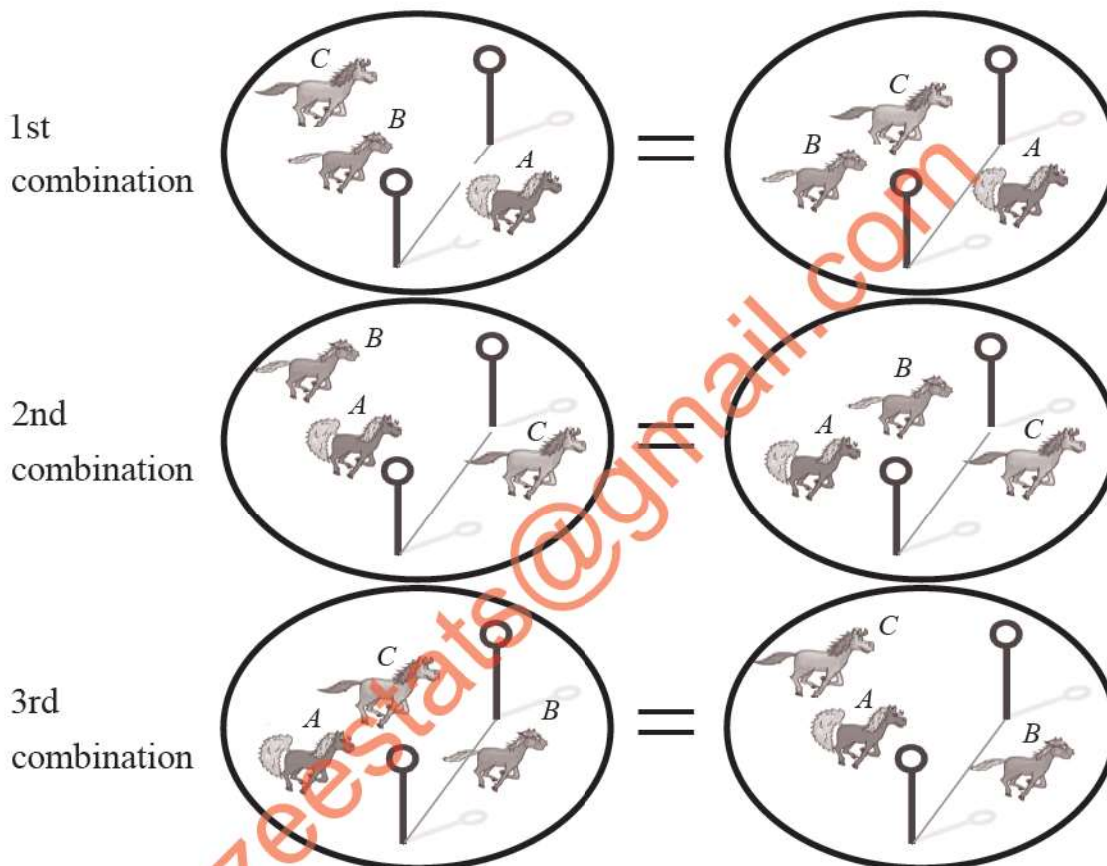 C
C
B
B
A
A
1st
combination
=
B
B
A
A
C
C
2nd
combination
=
C
C
A
A
B
B
3rd
combination
=
zeestats@gmail.com